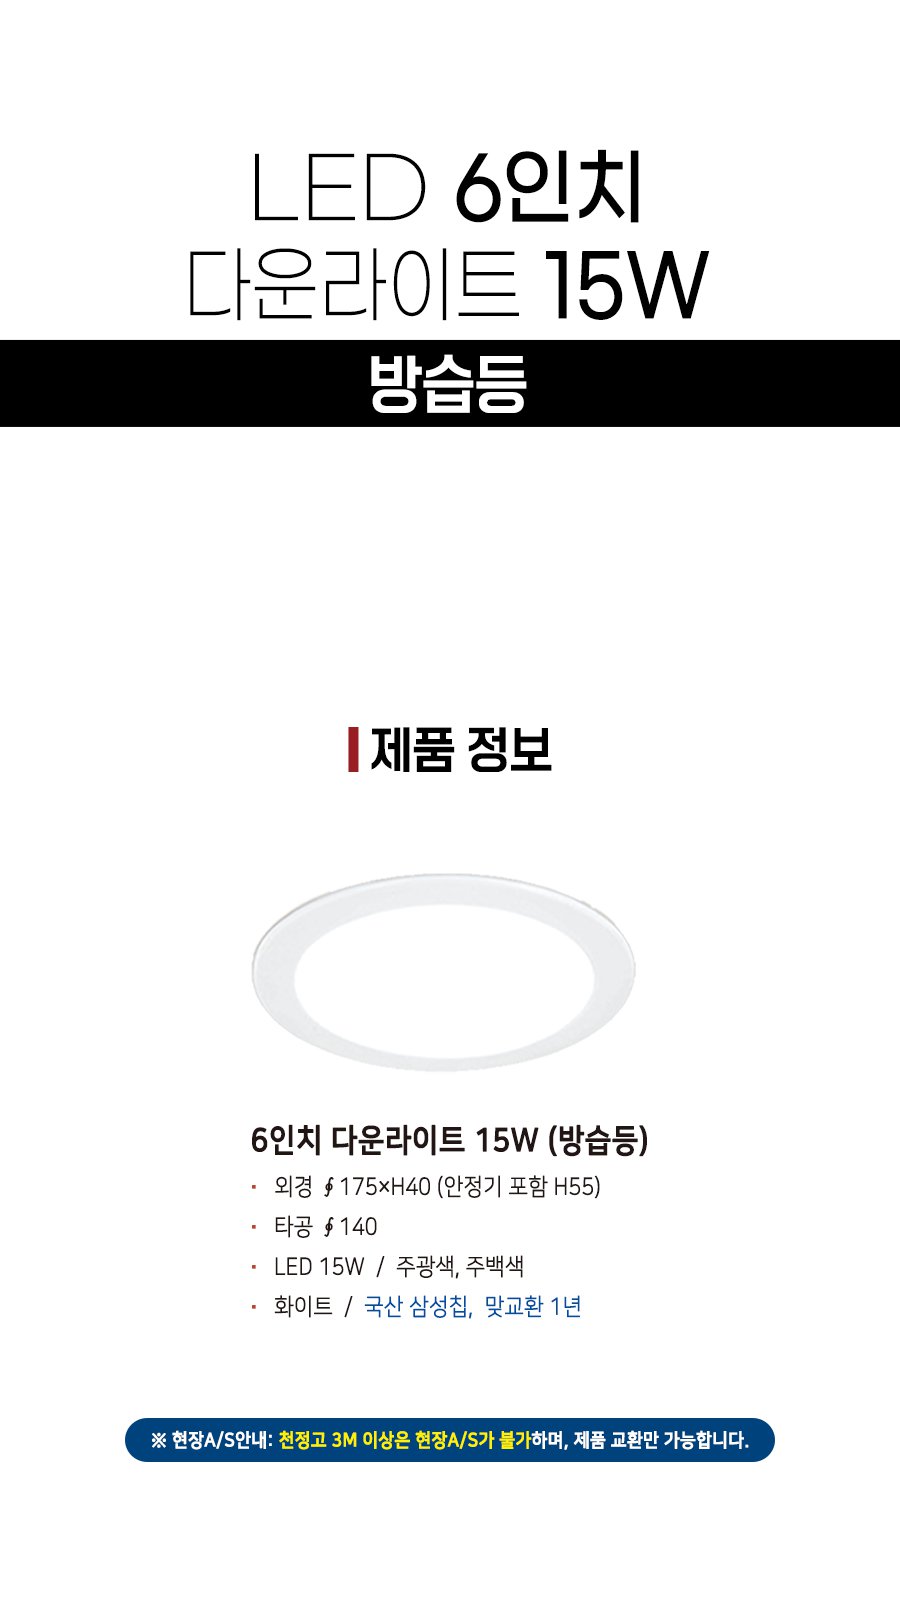 LED 6인치
다운라이트 15W
방습등
제품 정보
6인치 다운라이트 15W (방습등)
· 외경 ∮175×H40 (안정기 포함 H55)
· 타공 ∮140
· LED 15W / 주광색, 주백색
· 화이트 / 국산 삼성칩, 맞교환 1년
※ 현장A/S안내: 천정고 3M 이상은 현장A/S가 불가하며, 제품 교환만 가능합니다.